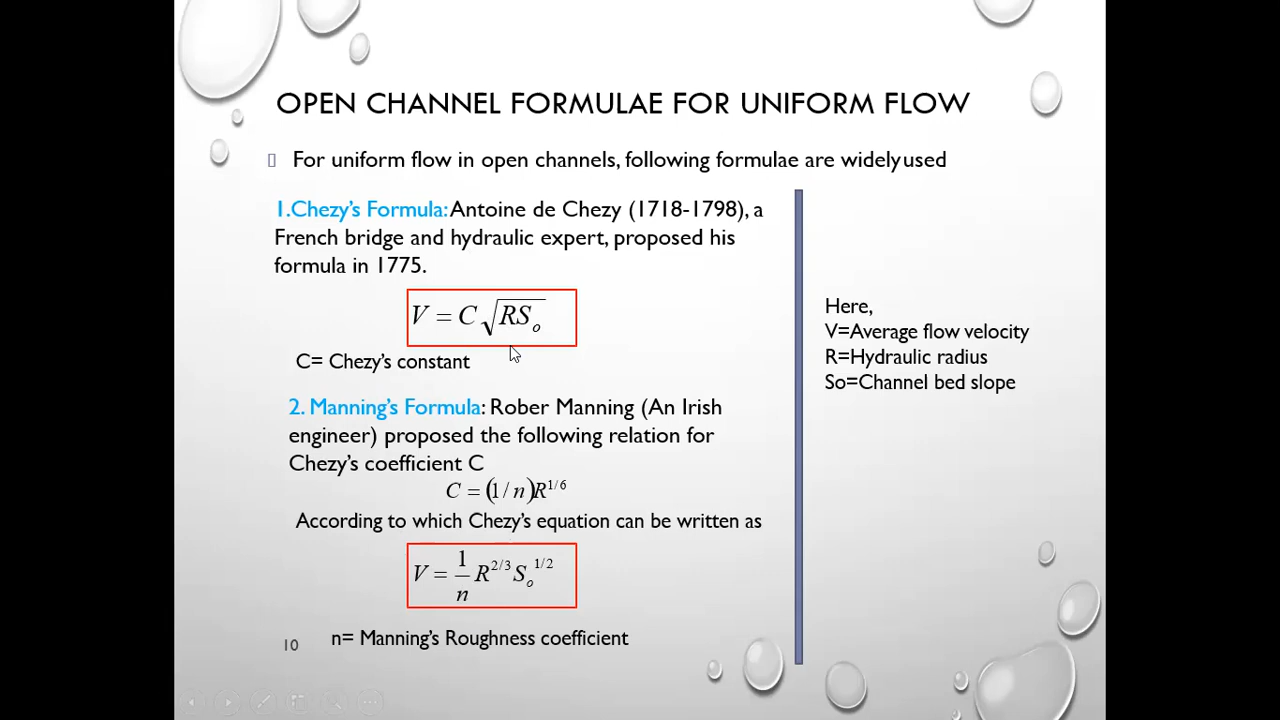 OPEN CHANNEL FORMULAE FOR UNIFORM FLOW
For uniform flow in open channels, following formulae are widely used
1.Chezy's Formula: Antoine de Chezy (1718-1798), a
French bridge and hydraulic expert, proposed his
formula in 1775.
V = C√RSₒ
C= Chezy's constant
2. Manning's Formula: Rober Manning (An Irish
engineer) proposed the following relation for
Chezy's coefficient C
C = (1/n)R^1/6
According to which Chezy's equation can be written as
V = 1/n R^2/3 Sₒ^1/2
n= Manning's Roughness coefficient
10
Here,
V=Average flow velocity
R=Hydraulic radius
So=Channel bed slope